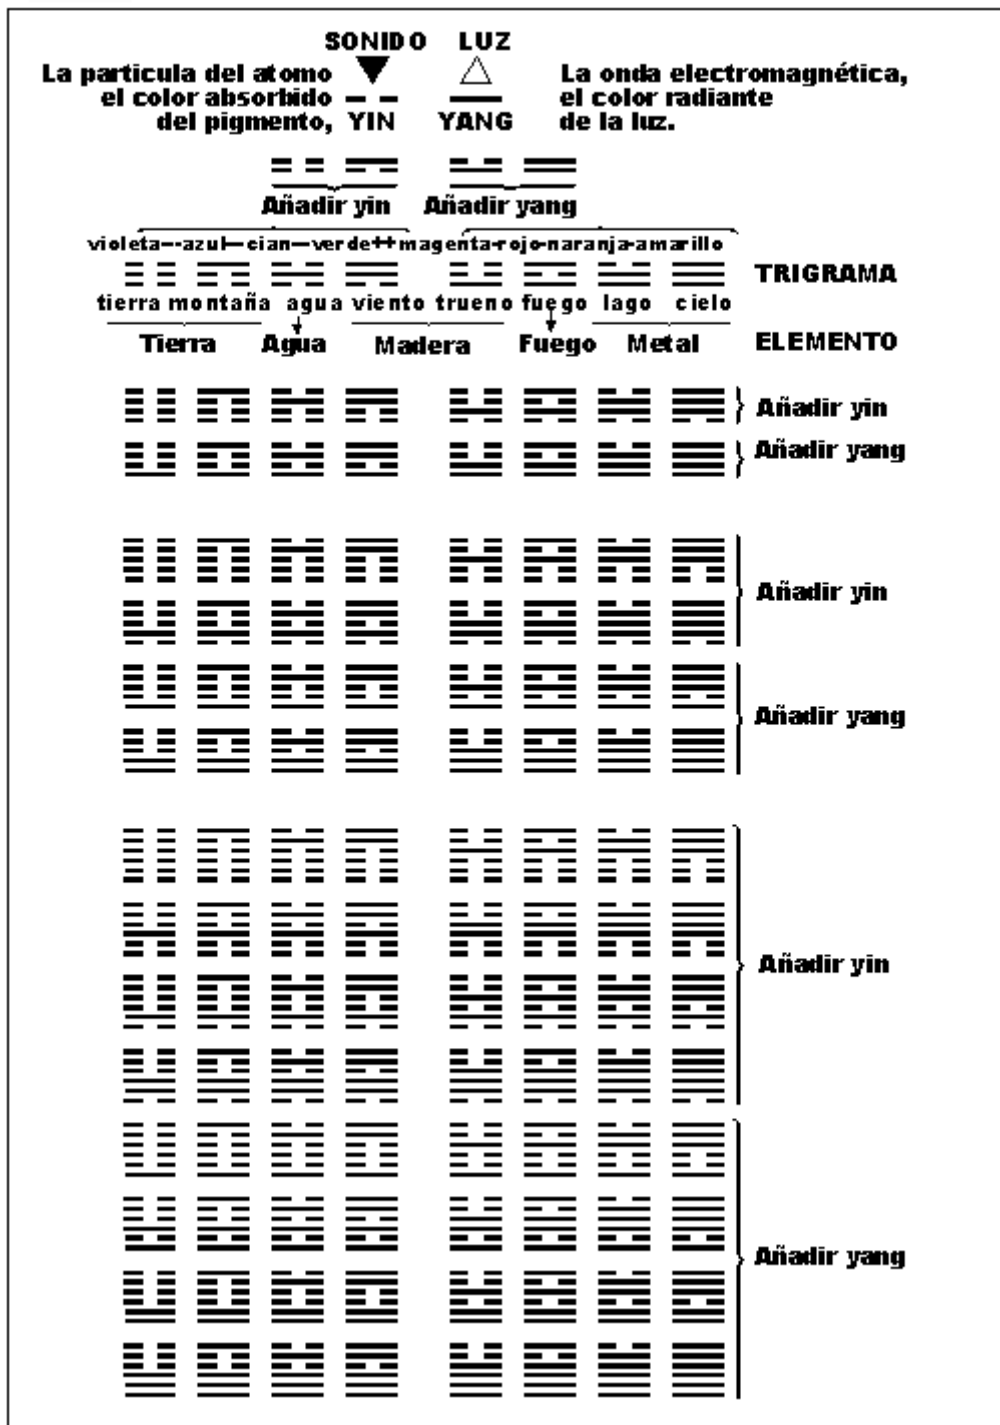 SONIDO LUZ
La particula del atomo
el color absorbido
del pigmento,
YIN YANG
La onda electromagnética,
el color radiante
de la luz.
Añadir yin Añadir yang
violeta--azul--cian--verde++magenta-rojo-naranja-amarillo
TRIGRAMA
tierra montaña agua viento trueno fuego lago cielo
Tierra Agua Madera Fuego Metal ELEMENTO
Añadir yin
Añadir yang
Añadir yin
Añadir yang
Añadir yin
Añadir yang